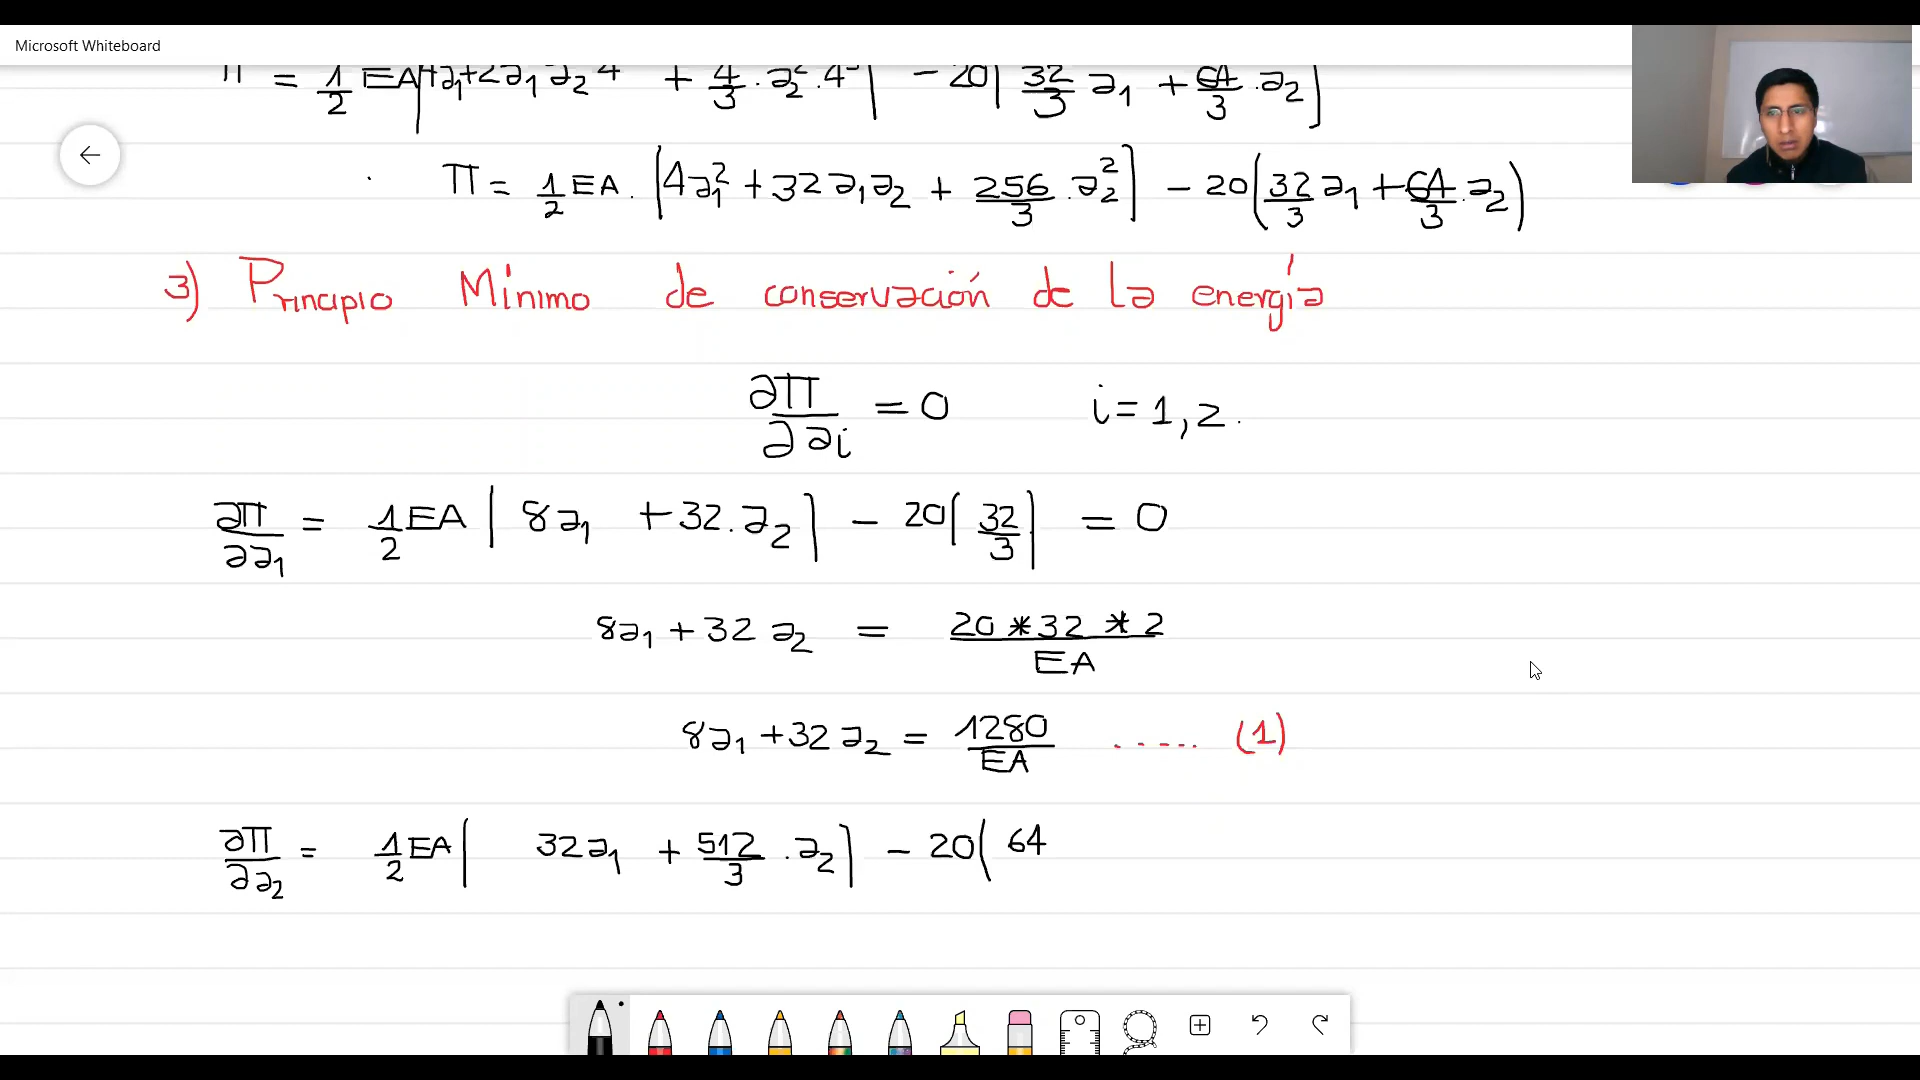 Microsoft Whiteboard
π = 1/2 EA[4a₁+2a₁a₂4 + 4/3 · a₂² · 4³] − 20[32/3 a₁ + 64/3 · a₂]
π = 1/2 EA · [4a₁² + 32a₁a₂ + 256/3 · a₂²] − 20(32/3 a₁ + 64/3 · a₂)
3) Principio Mínimo de conservación de la energía
∂π/∂ai = 0 i = 1, 2.
∂π/∂a₁ = 1/2 EA [8a₁ + 32 · a₂] − 20[32/3] = 0
8a₁ + 32 a₂ = 20 * 32 * 2 / EA
8a₁ + 32 a₂ = 1280/EA ..... (1)
∂π/∂a₂ = 1/2 EA [32a₁ + 512/3 · a₂] − 20( 64